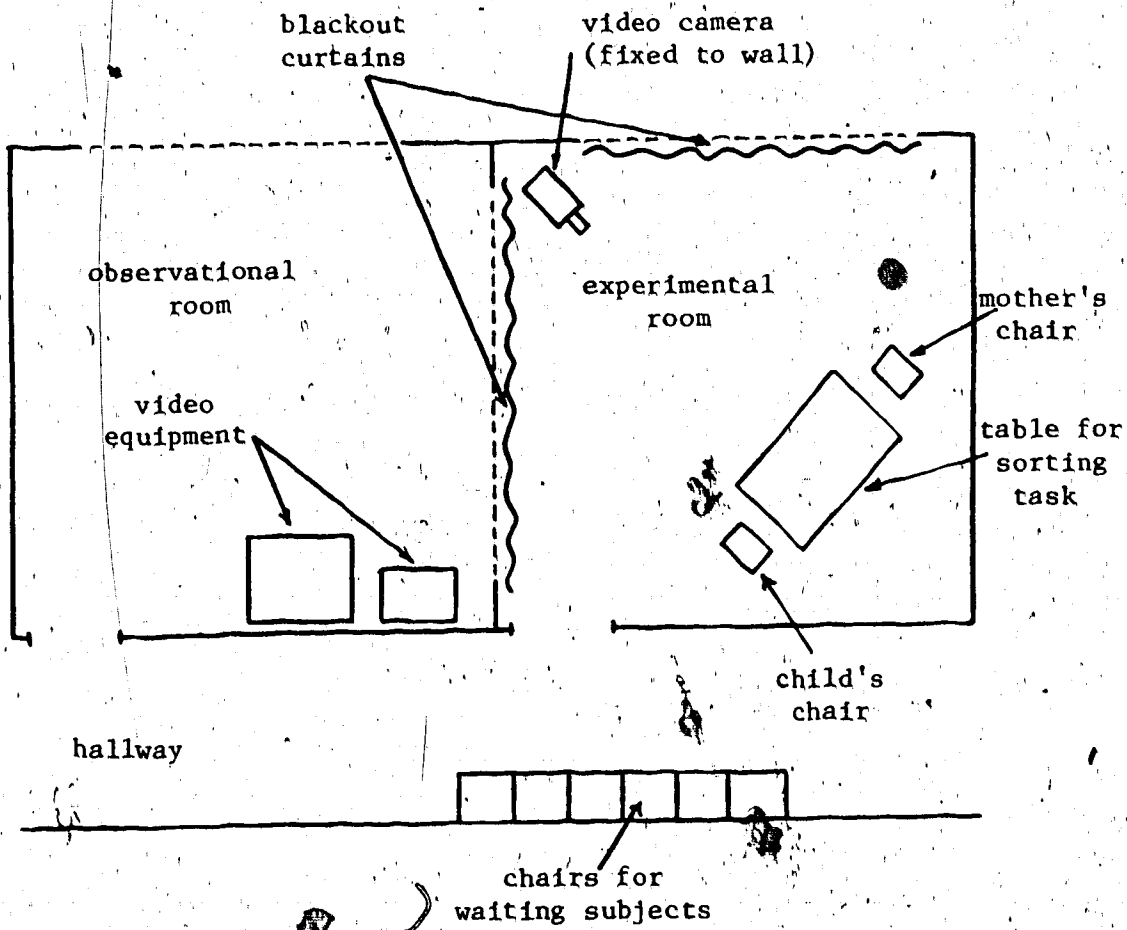 blackout
curtains
video camera
(fixed to wall)
observational
room
experimental
room
mother's
chair
video
equipment
table for
sorting
task
child's
chair
hallway
chairs for
waiting subjects